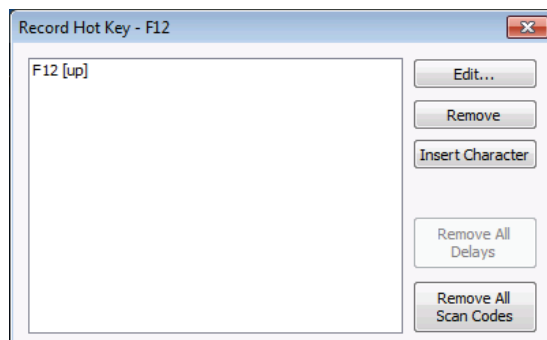 Record Hot Key - F12
F12 [up]
Edit...
Remove
Insert Character
Remove All
Delays
Remove All
Scan Codes